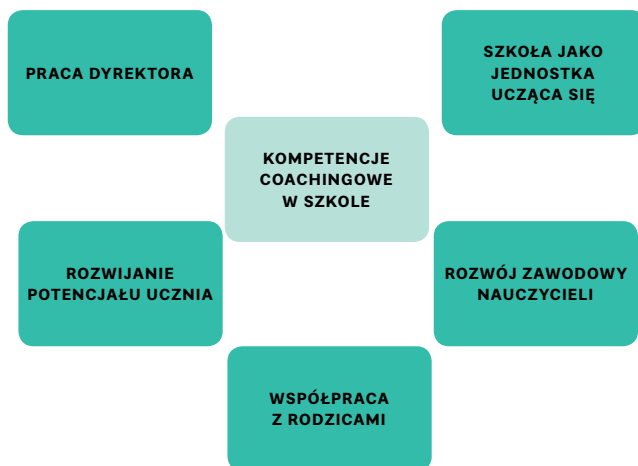 PRACA DYREKTORA
SZKOŁA JAKO
JEDNOSTKA
UCZĄCA SIĘ
KOMPETENCJE
COACHINGOWE
W SZKOLE
ROZWIJANIE
POTENCJAŁU UCZNIA
ROZWÓJ ZAWODOWY
NAUCZYCIELI
WSPÓŁPRACA
Z RODZICAMI